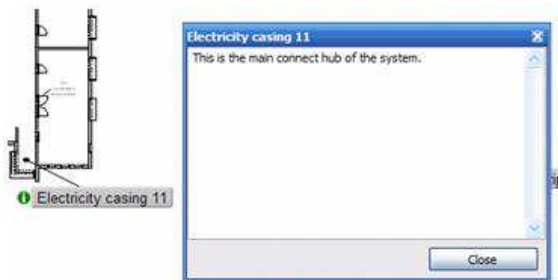 Electricity casing 11
This is the main connect hub of the system.
Electricity casing 11
Close